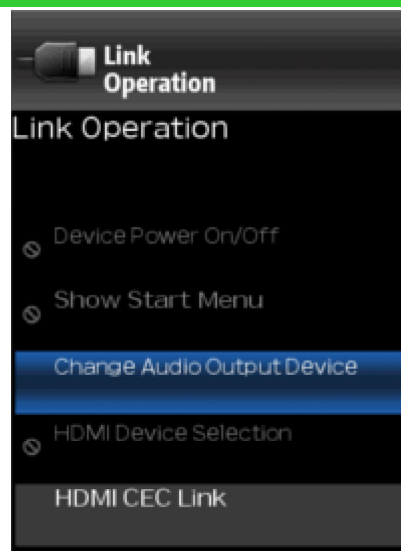 Link
Operation
Link Operation
Device Power On/Off
Show Start Menu
Change Audio Output Device
HDMI Device Selection
HDMI CEC Link